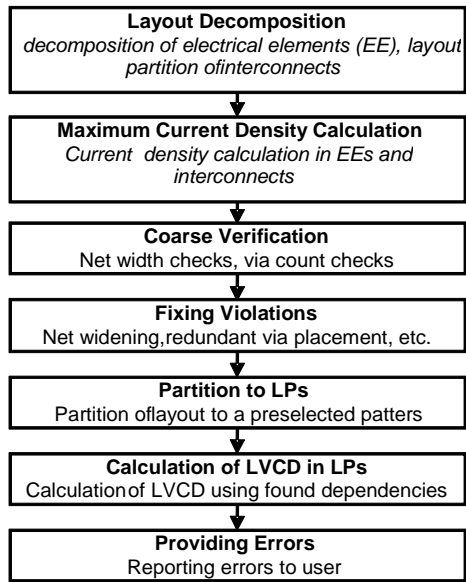 Layout Decomposition
decomposition of electrical elements (EE), layout
partition ofinterconnects
Maximum Current Density Calculation
Current density calculation in EEs and
interconnects
Coarse Verification
Net width checks, via count checks
Fixing Violations
Net widening,redundant via placement, etc.
Partition to LPs
Partition oflayout to a preselected patters
Calculation of LVCD in LPs
Calculation of LVCD using found dependencies
Providing Errors
Reporting errors to user